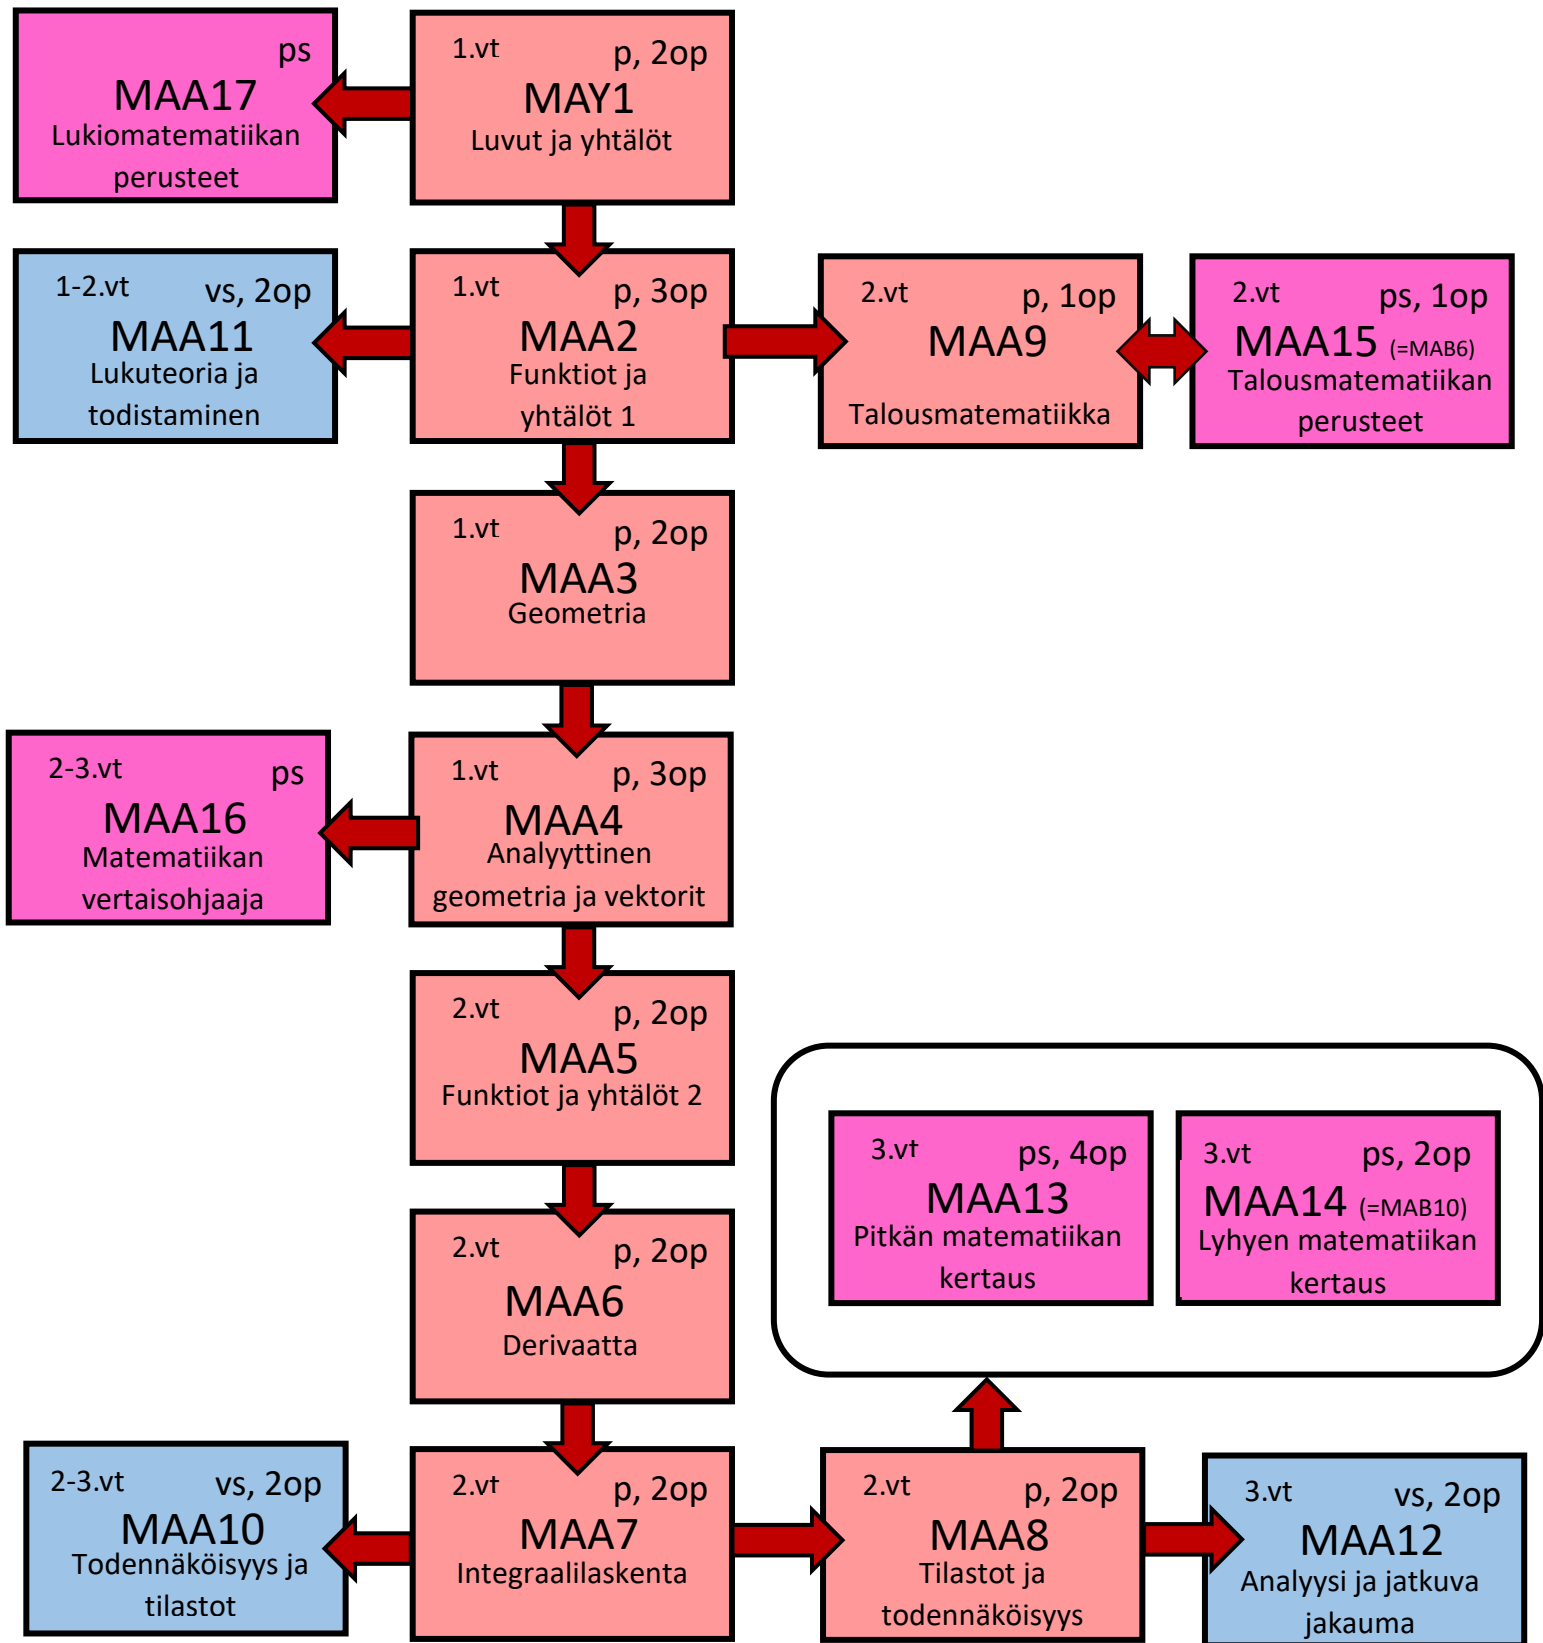 ps
MAA17
Lukiomatematiikan
perusteet
1.vt p, 2op
MAY1
Luvut ja yhtälöt
1-2.vt vs, 2op
MAA11
Lukuteoria ja
todistaminen
1.vt p, 3op
MAA2
Funktiot ja
yhtälöt 1
2.vt p, 1op
MAA9
Talousmatematiikka
2.vt ps, 1op
MAA15 (=MAB6)
Talousmatematiikan
perusteet
1.vt p, 2op
MAA3
Geometria
2-3.vt ps
MAA16
Matematiikan
vertaisohjaaja
1.vt p, 3op
MAA4
Analyyttinen
geometria ja vektorit
2.vt p, 2op
MAA5
Funktiot ja yhtälöt 2
3.vt ps, 4op
MAA13
Pitkän matematiikan
kertaus
3.vt ps, 2op
MAA14 (=MAB10)
Lyhyen matematiikan
kertaus
2.vt p, 2op
MAA6
Derivaatta
2-3.vt vs, 2op
MAA10
Todennäköisyys ja
tilastot
2.vt p, 2op
MAA7
Integraalilaskenta
2.vt p, 2op
MAA8
Tilastot ja
todennäköisyys
3.vt vs, 2op
MAA12
Analyysi ja jatkuva
jakauma